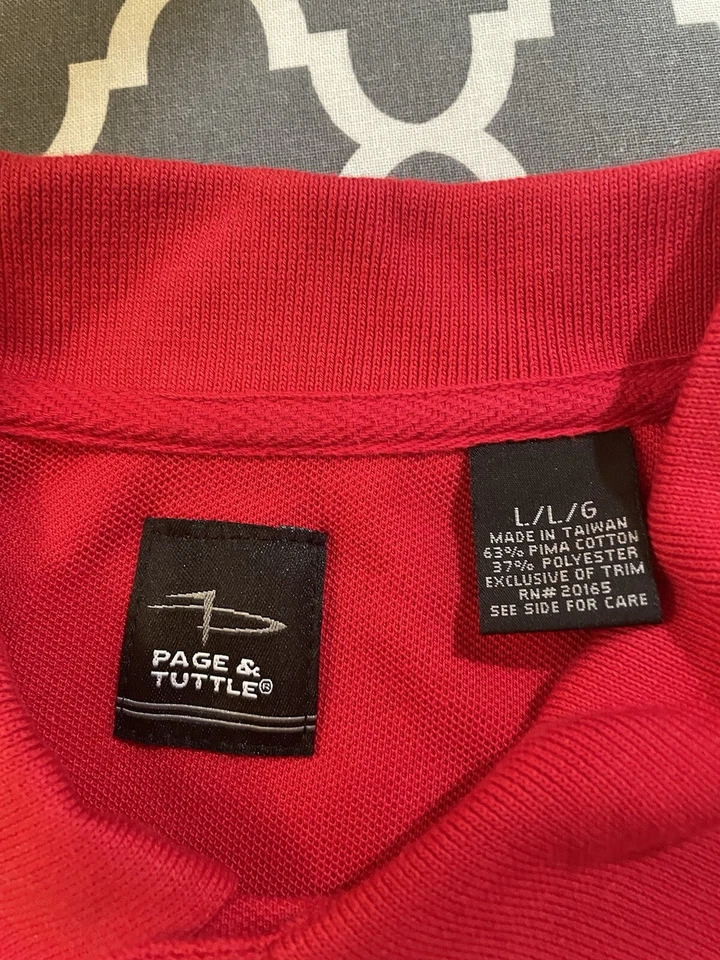 PAGE &
TUTTLE®
L/L/G
MADE IN TAIWAN
63% PIMA COTTON
37% POLYESTER
EXCLUSIVE OF TRIM
RN# 20165
SEE SIDE FOR CARE